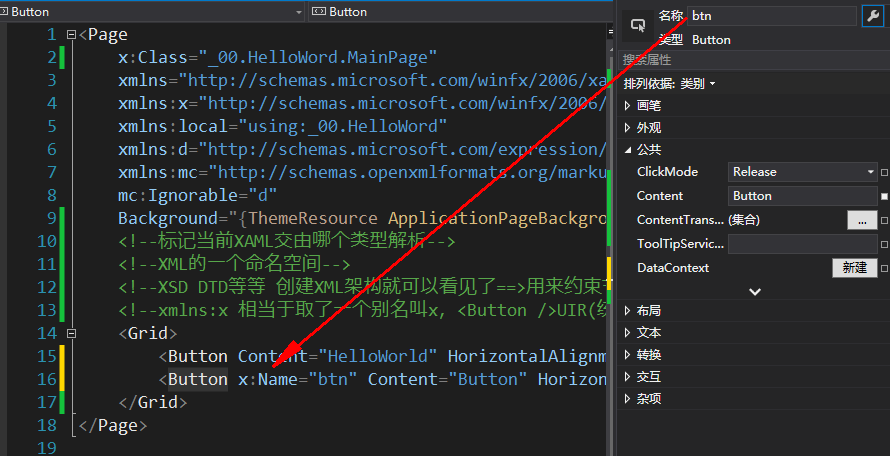 Button
Button
1 <Page
2 x:Class="_00.HelloWord.MainPage"
3 xmlns="http://schemas.microsoft.com/winfx/2006/xa
4 xmlns:x="http://schemas.microsoft.com/winfx/2006/
5 xmlns:local="using:_00.HelloWord"
6 xmlns:d="http://schemas.microsoft.com/expression/
7 xmlns:mc="http://schemas.openxmlformats.org/marku
8 mc:Ignorable="d"
9 Background="{ThemeResource ApplicationPageBackgro
10 <!--标记当前XAML交由哪个类型解析-->
11 <!--XML的一个命名空间-->
12 <!--XSD DTD等等 创建XML架构就可以看见了==>用来约束
13 <!--xmlns:x 相当于取了一个别名叫x, <Button />UIR(
14 <Grid>
15 <Button Content="HelloWorld" HorizontalAlignm
16 <Button x:Name="btn" Content="Button" Horizon
17 </Grid>
18 </Page>
19
名称 btn
类型 Button
搜索属性
排列依据: 类别
画笔
外观
公共
ClickMode Release
Content Button
ContentTrans... (集合) ...
ToolTipServic...
DataContext 新建
布局
文本
转换
交互
杂项